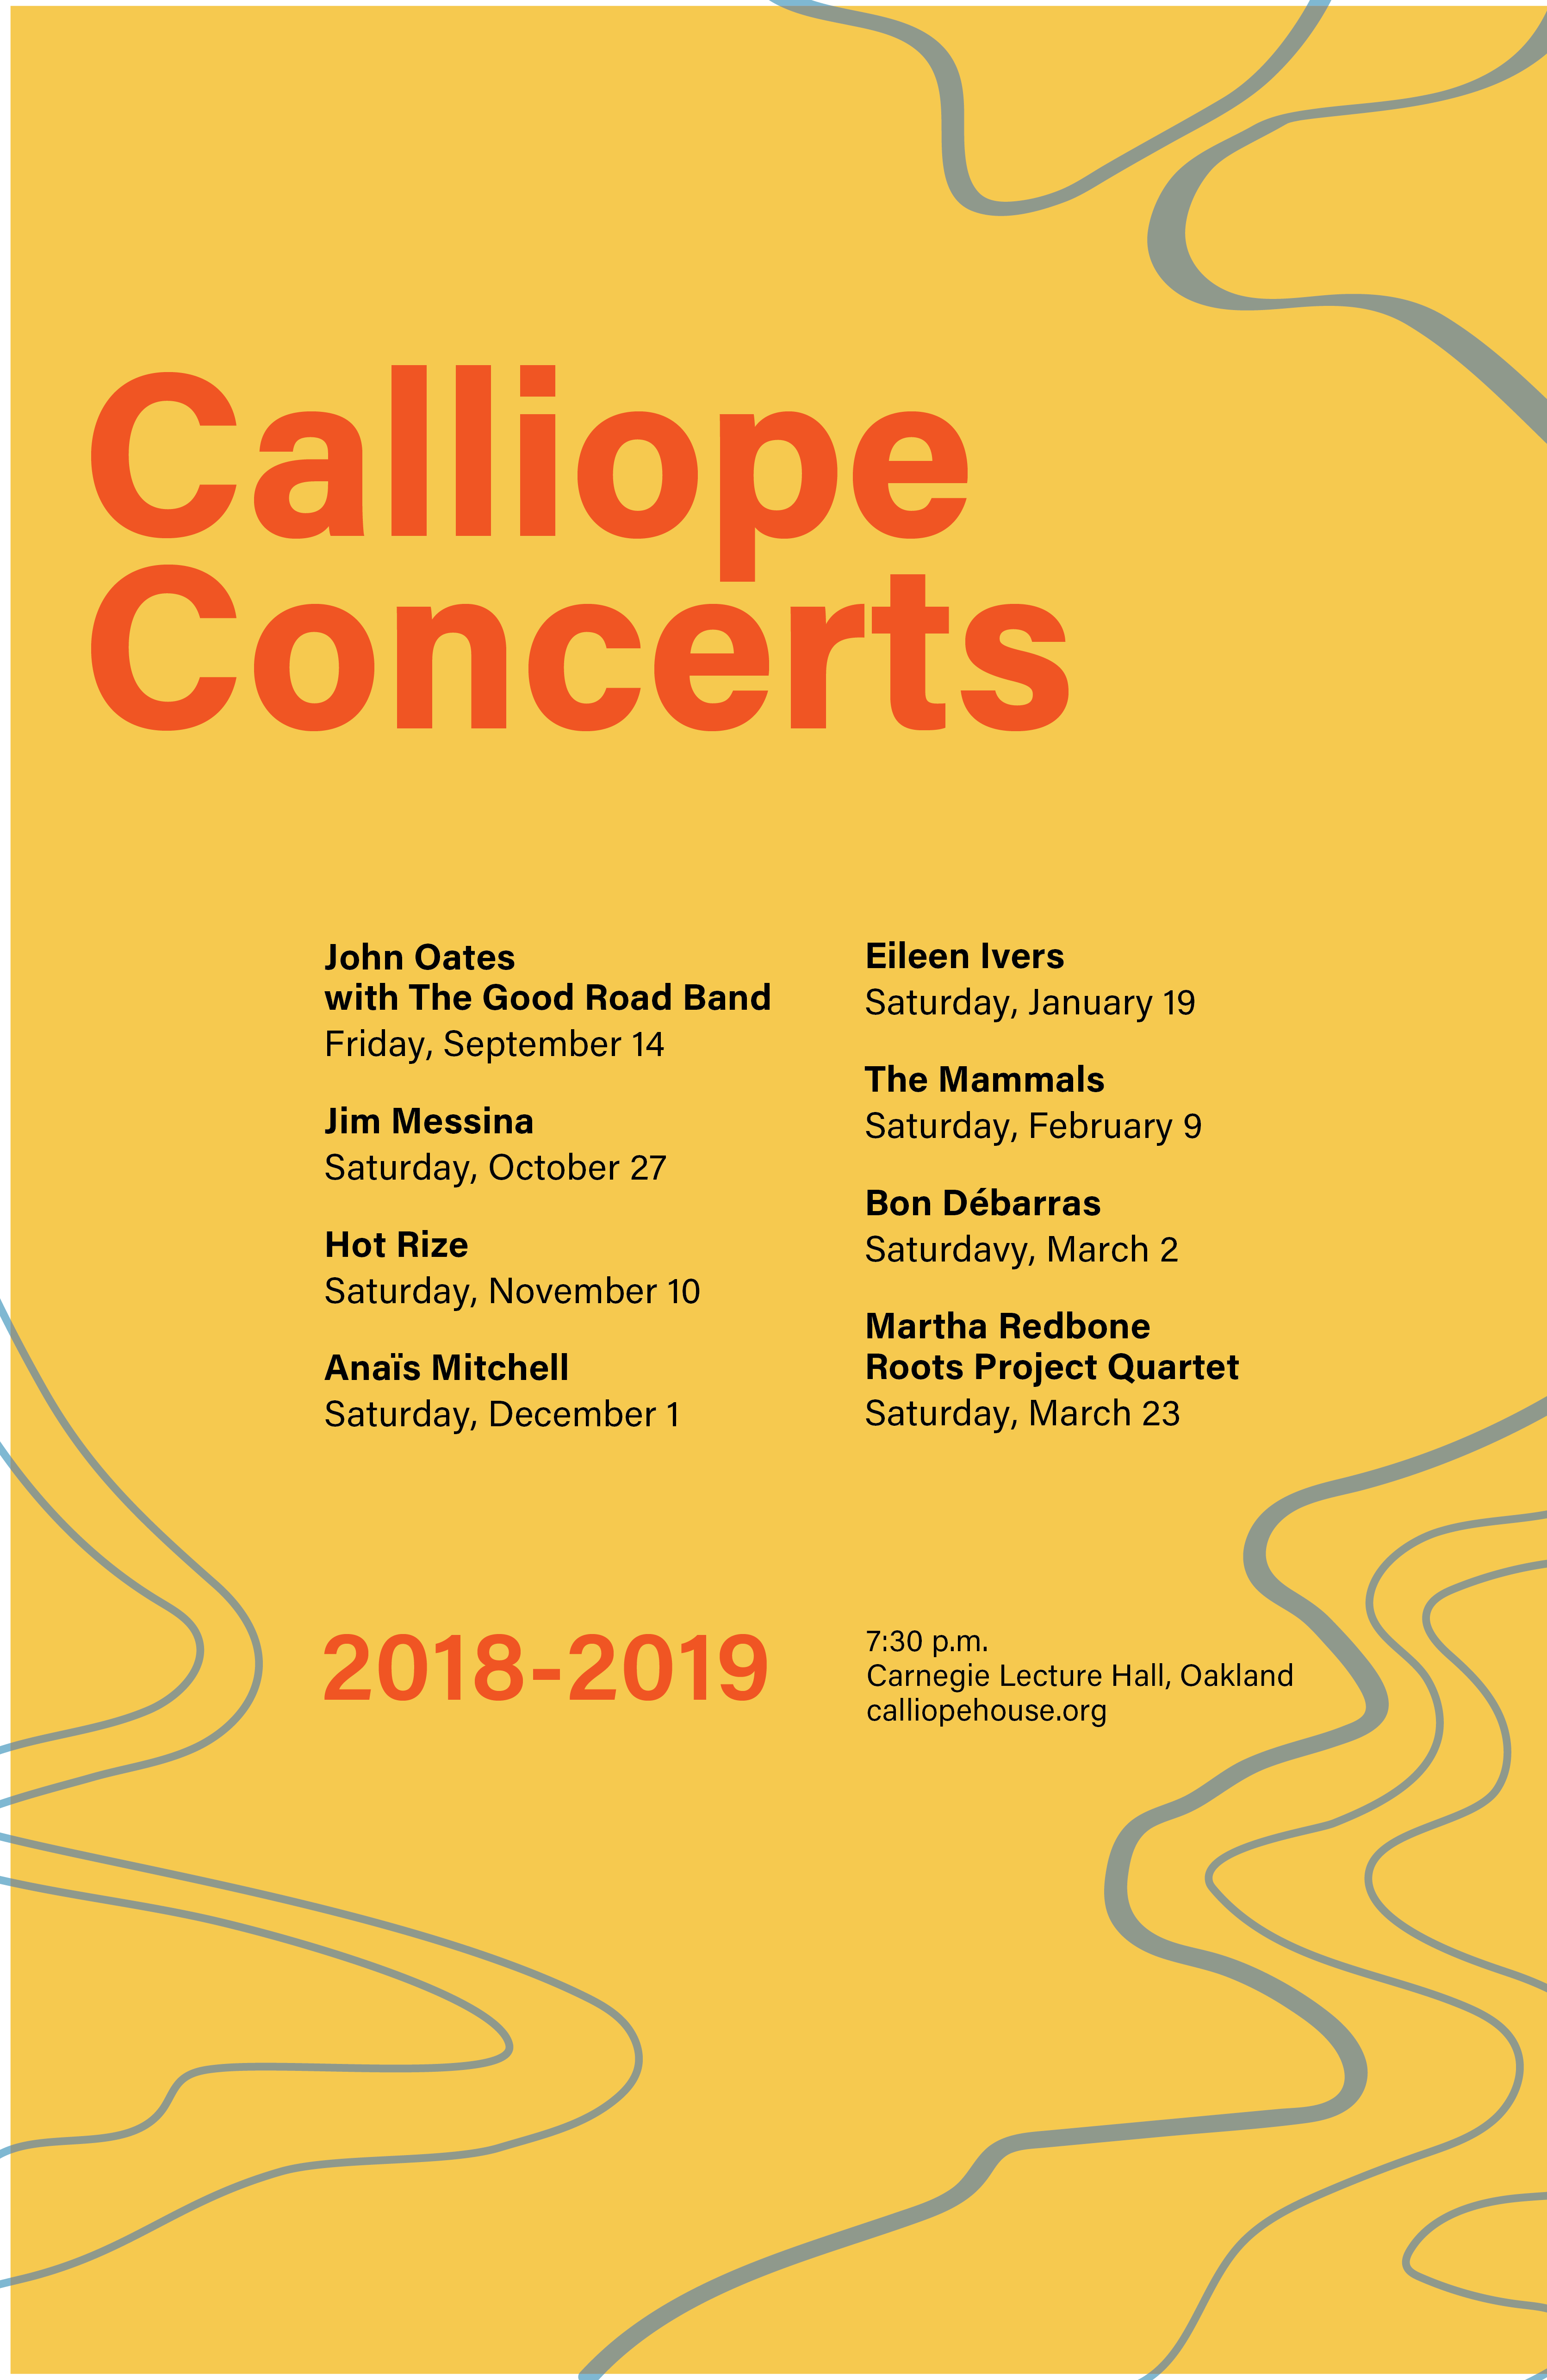 Calliope
Concerts
John Oates
with The Good Road Band
Friday, September 14
Jim Messina
Saturday, October 27
Hot Rize
Saturday, November 10
Anaïs Mitchell
Saturday, December 1
Eileen Ivers
Saturday, January 19
The Mammals
Saturday, February 9
Bon Débarras
Saturdavy, March 2
Martha Redbone
Roots Project Quartet
Saturday, March 23
2018-2019
7:30 p.m.
Carnegie Lecture Hall, Oakland
calliopehouse.org